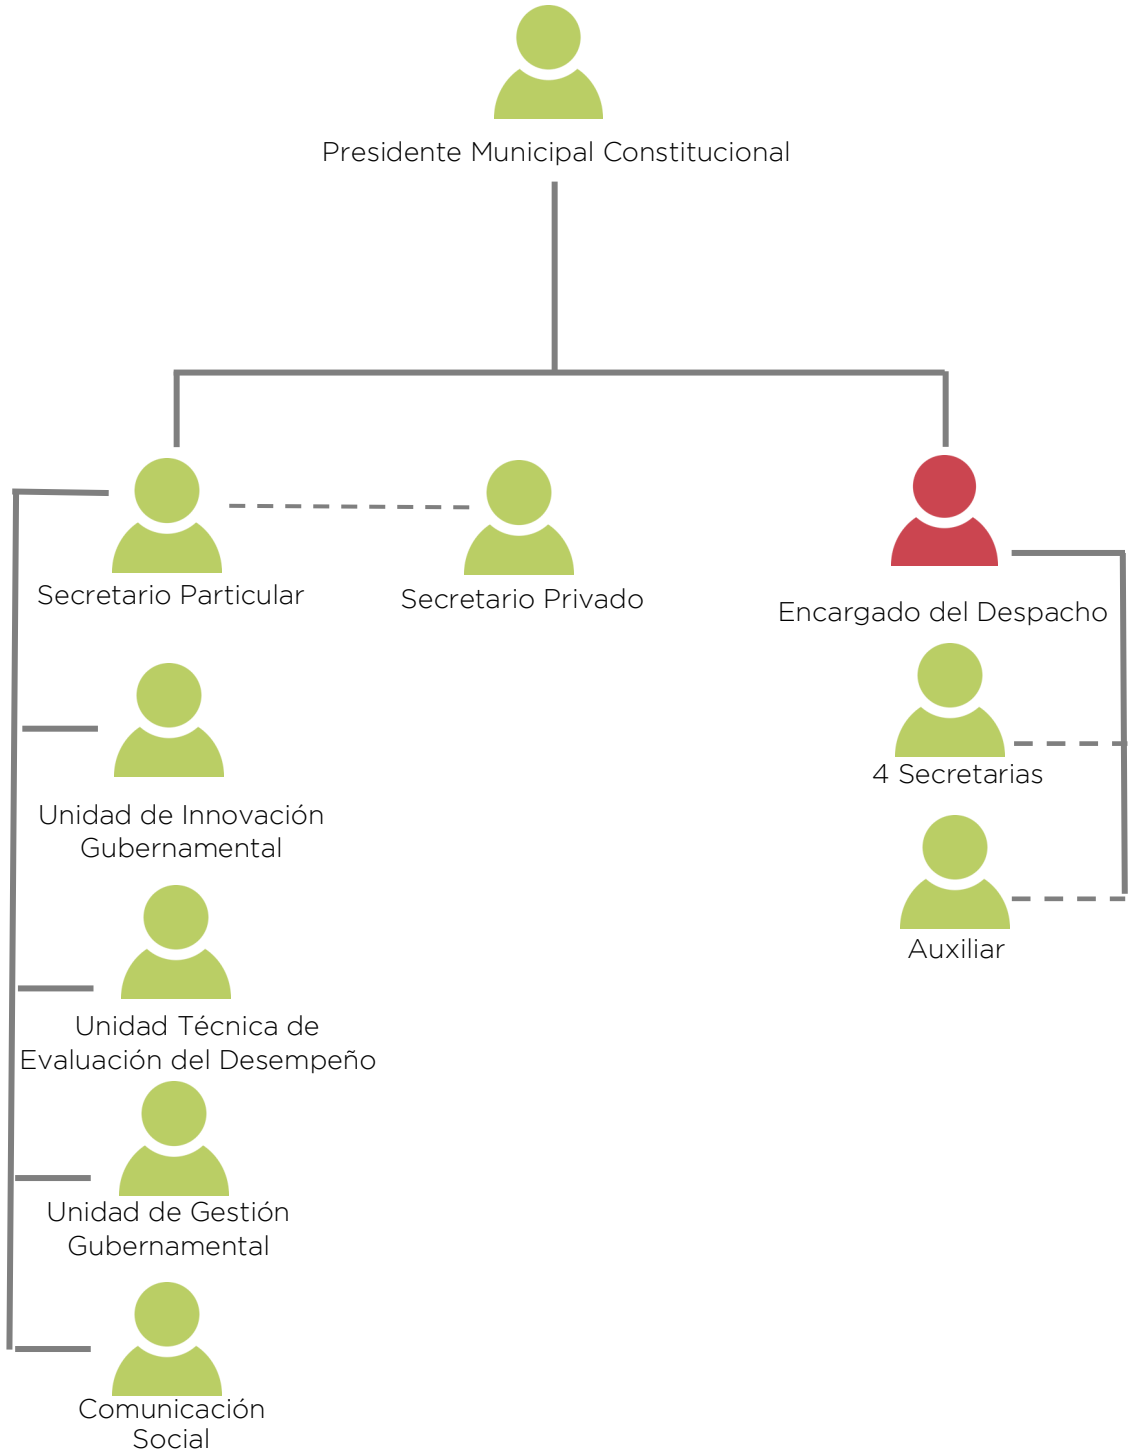 Presidente Municipal Constitucional
Secretario Particular
Secretario Privado
Encargado del Despacho
4 Secretarias
Auxiliar
Unidad de Innovación
Gubernamental
Unidad Técnica de
Evaluación del Desempeño
Unidad de Gestión
Gubernamental
Comunicación
Social